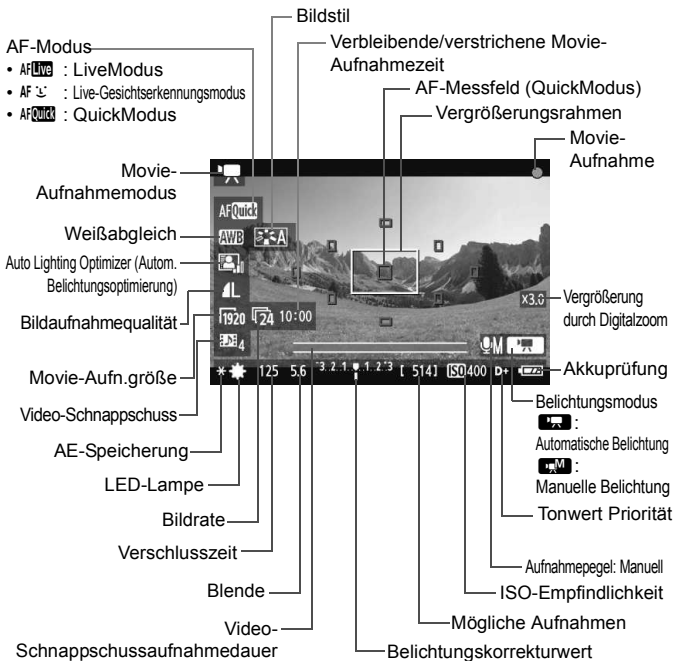 Bildstil
AF-Modus
Verbleibende/verstrichene Movie-
Aufnahmezeit
• AF Live : LiveModus
• AF : Live-Gesichtserkennungsmodus
• AF Quick : QuickModus
AF-Messfeld (QuickModus)
Vergrößerungsrahmen
Movie-
Aufnahme
Movie-
Aufnahmemodus
AF Quick
Weißabgleich
AWB
A
Auto Lighting Optimizer (Autom.
Belichtungsoptimierung)
L
Bildaufnahmequalität
x3.0
Vergrößerung
durch Digitalzoom
1920 24 10:00
Movie-Aufn.größe
4
M
Video-Schnappschuss
* 125 5.6 -3..2..1..1..2.+3 [ 514] ISO 400 D+
Akkuprüfung
AE-Speicherung
LED-Lampe
Bildrate
Verschlusszeit
Blende
Video-
Schnappschussaufnahmedauer
Belichtungsmodus
:
Automatische Belichtung
M :
Manuelle Belichtung
Tonwert Priorität
Aufnahmepegel: Manuell
ISO-Empfindlichkeit
Mögliche Aufnahmen
Belichtungskorrekturwert